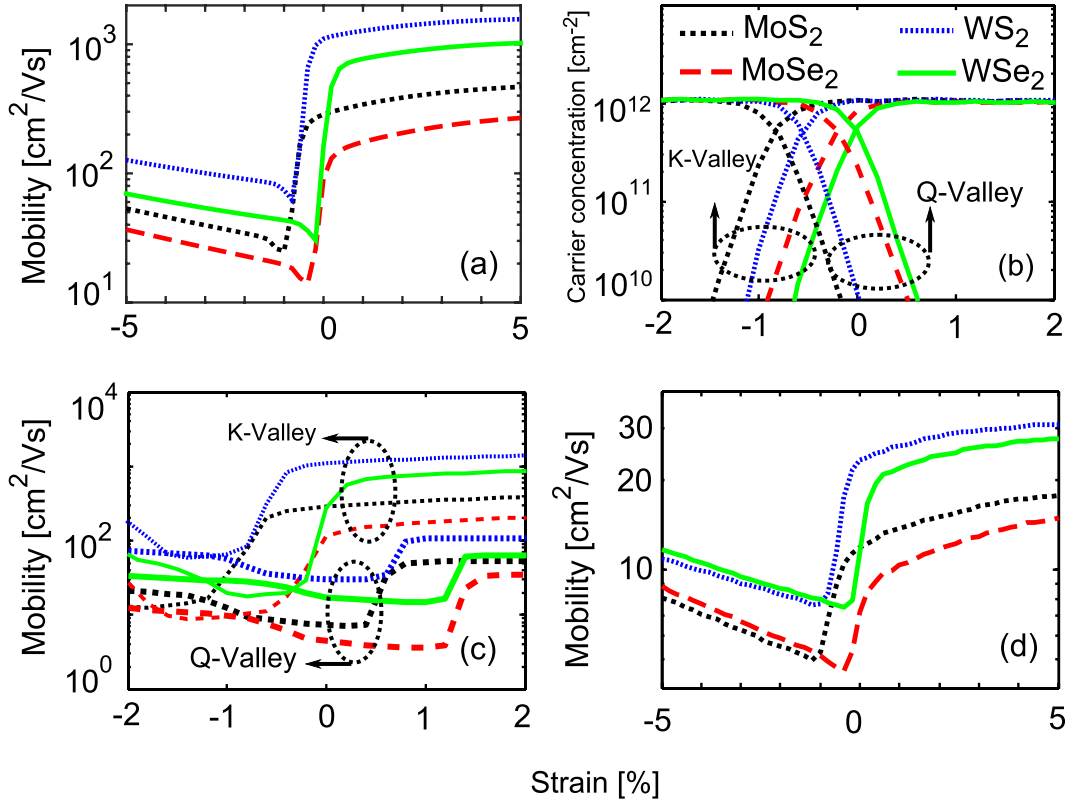 Mobility [cm²/Vs]
10³
10²
10¹
-5
0
5
(a)
Carrier concentration [cm⁻²]
MoS₂
WS₂
MoSe₂
WSe₂
10¹²
10¹¹
10¹⁰
K-Valley
Q-Valley
-2
-1
0
1
2
(b)
Mobility [cm²/Vs]
10⁴
10³
10²
10¹
10⁰
K-Valley
Q-Valley
-2
-1
0
1
2
(c)
Mobility [cm²/Vs]
30
20
10
-5
0
5
(d)
Strain [%]